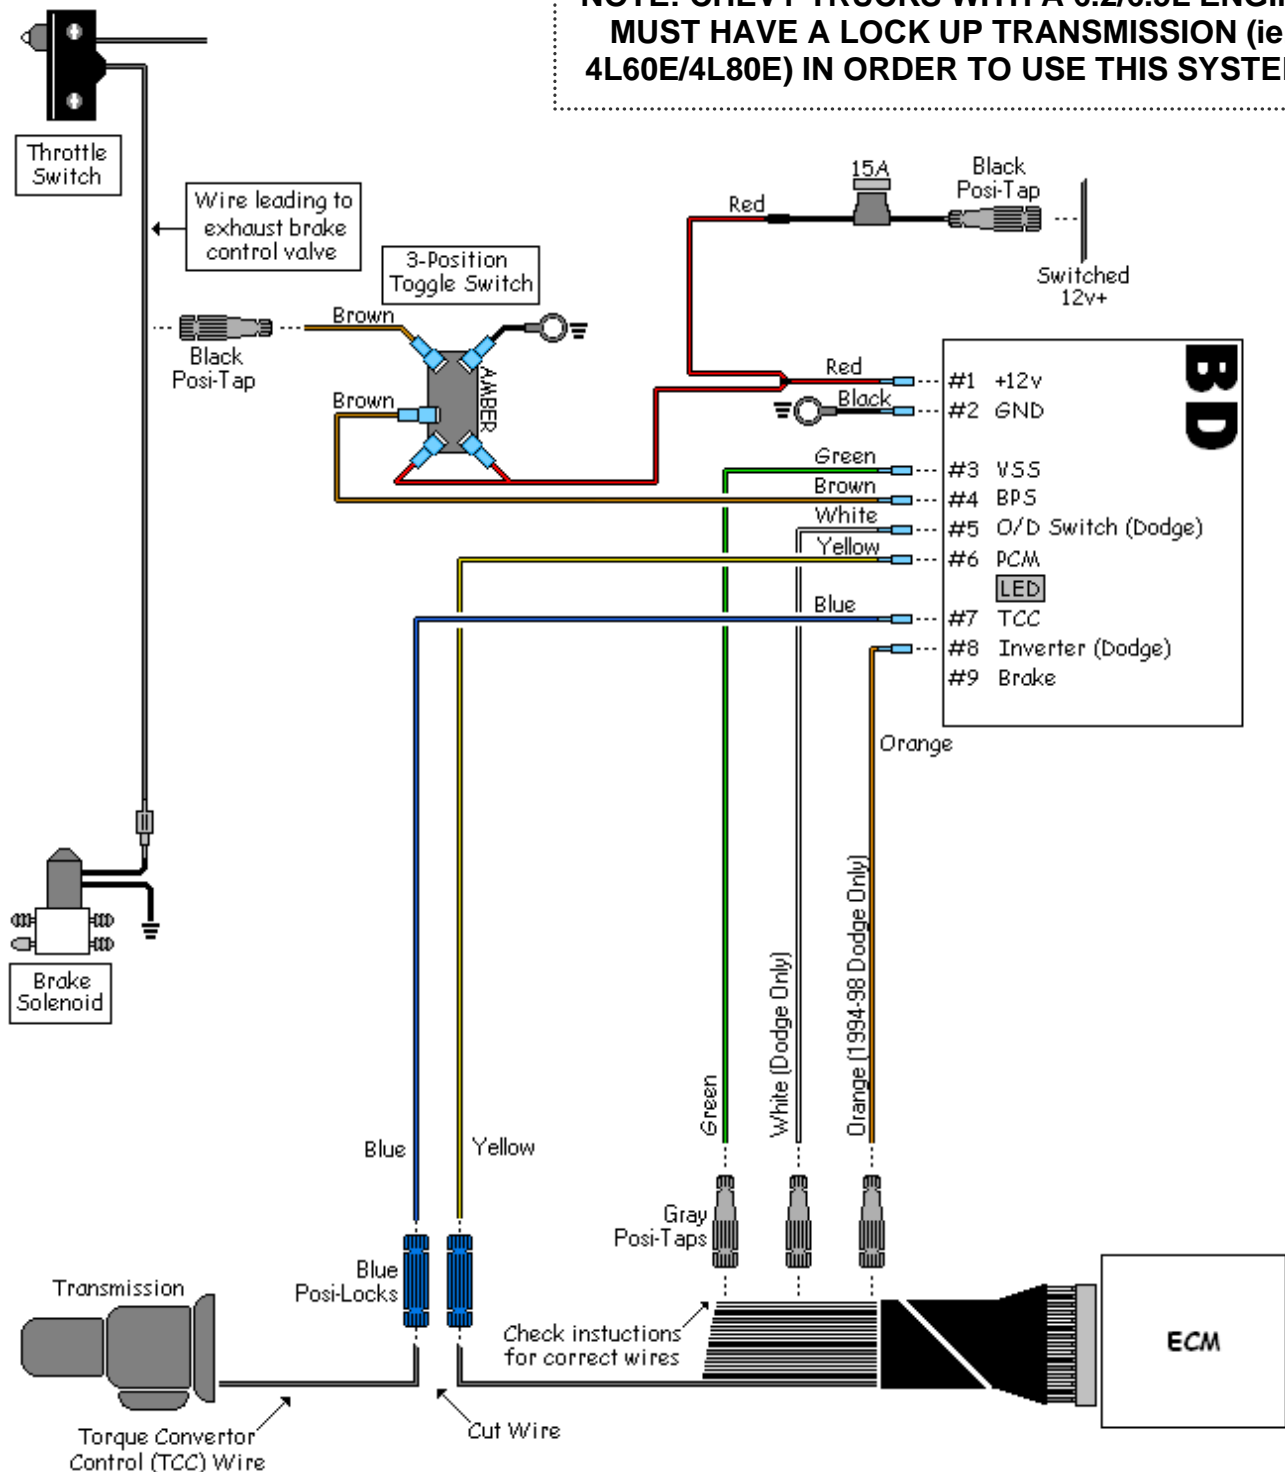 MUST HAVE A LOCK UP TRANSMISSION (ie
4L60E/4L80E) IN ORDER TO USE THIS SYSTE
Throttle
Switch
Wire leading to
exhaust brake
control valve
3-Position
Toggle Switch
15A
Black
Posi-Tap
Red
Switched
12v+
Brown
Black
Posi-Tap
AMBER
Brown
BD
Red
#1 +12v
Black
#2 GND
Green
#3 VSS
Brown
#4 BPS
White
#5 O/D Switch (Dodge)
Yellow
#6 PCM
LED
Blue
#7 TCC
#8 Inverter (Dodge)
#9 Brake
Orange
Brake
Solenoid
Green
White (Dodge Only)
Orange (1994-98 Dodge Only)
Blue
Yellow
Gray
Posi-Taps
Blue
Posi-Locks
Transmission
Check instuctions
for correct wires
ECM
Cut Wire
Torque Convertor
Control (TCC) Wire